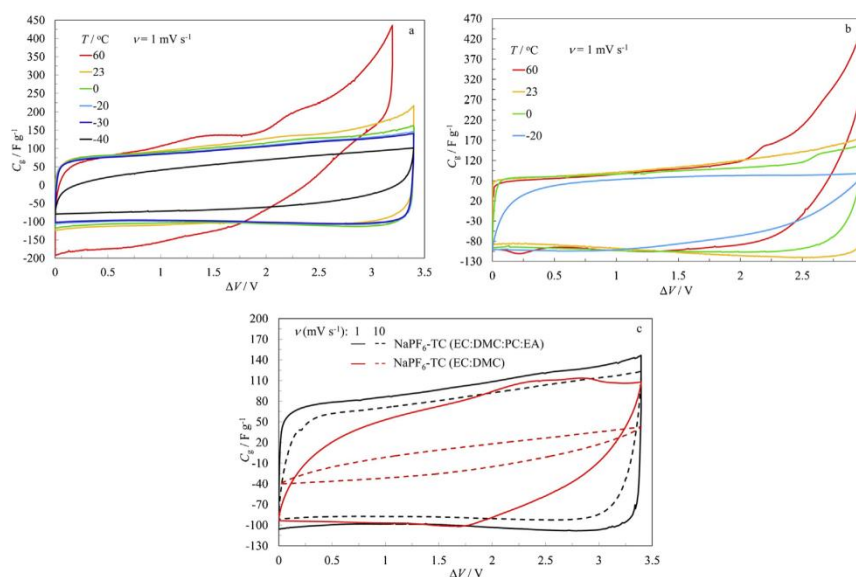 a
T / °C ν = 1 mV s⁻¹
60
23
0
-20
-30
-40
450
400
350
300
250
200
150
100
50
0
-50
-100
-150
-200
C_g / F g⁻¹
0 0.5 1 1.5 2 2.5 3 3.5
ΔV / V
b
T / °C ν = 1 mV s⁻¹
60
23
0
-20
420
370
320
270
220
170
120
70
20
-30
-80
-130
C_g / F g⁻¹
0 0.5 1 1.5 2 2.5 3
ΔV / V
c
ν (mV s⁻¹): 1 10
NaPF₆-TC (EC:DMC:PC:EA)
NaPF₆-TC (EC:DMC)
200
170
140
110
80
50
20
-10
-40
-70
-100
-130
C_g / F g⁻¹
0 0.5 1 1.5 2 2.5 3 3.5
ΔV / V